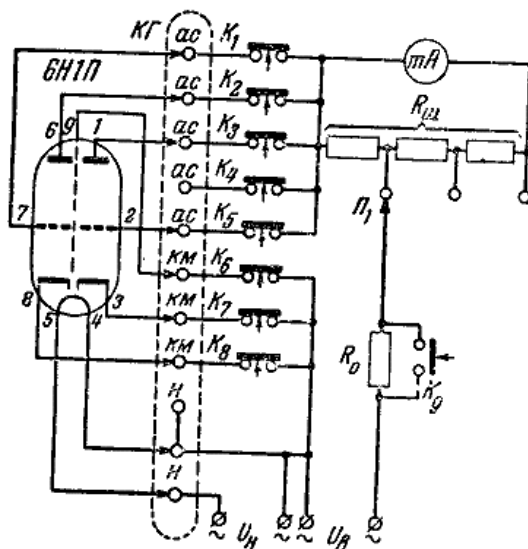 КГ
ас K₁
6Н1П
ас K₂
mA
6 9 1
ас K₃
Rш
ас K₄
7 2
ас K₅
П₁
км K₆
8 5 4 3
км K₇
км K₈
R₀
K₉
н
н
~ Uн ~ ~ Uв ~